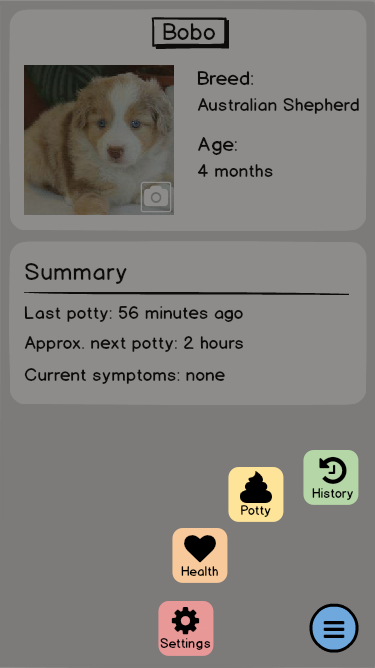 Bobo
Breed:
Australian Shepherd
Age:
4 months
Summary
Last potty: 56 minutes ago
Approx. next potty: 2 hours
Current symptoms: none
History
Potty
Health
Settings